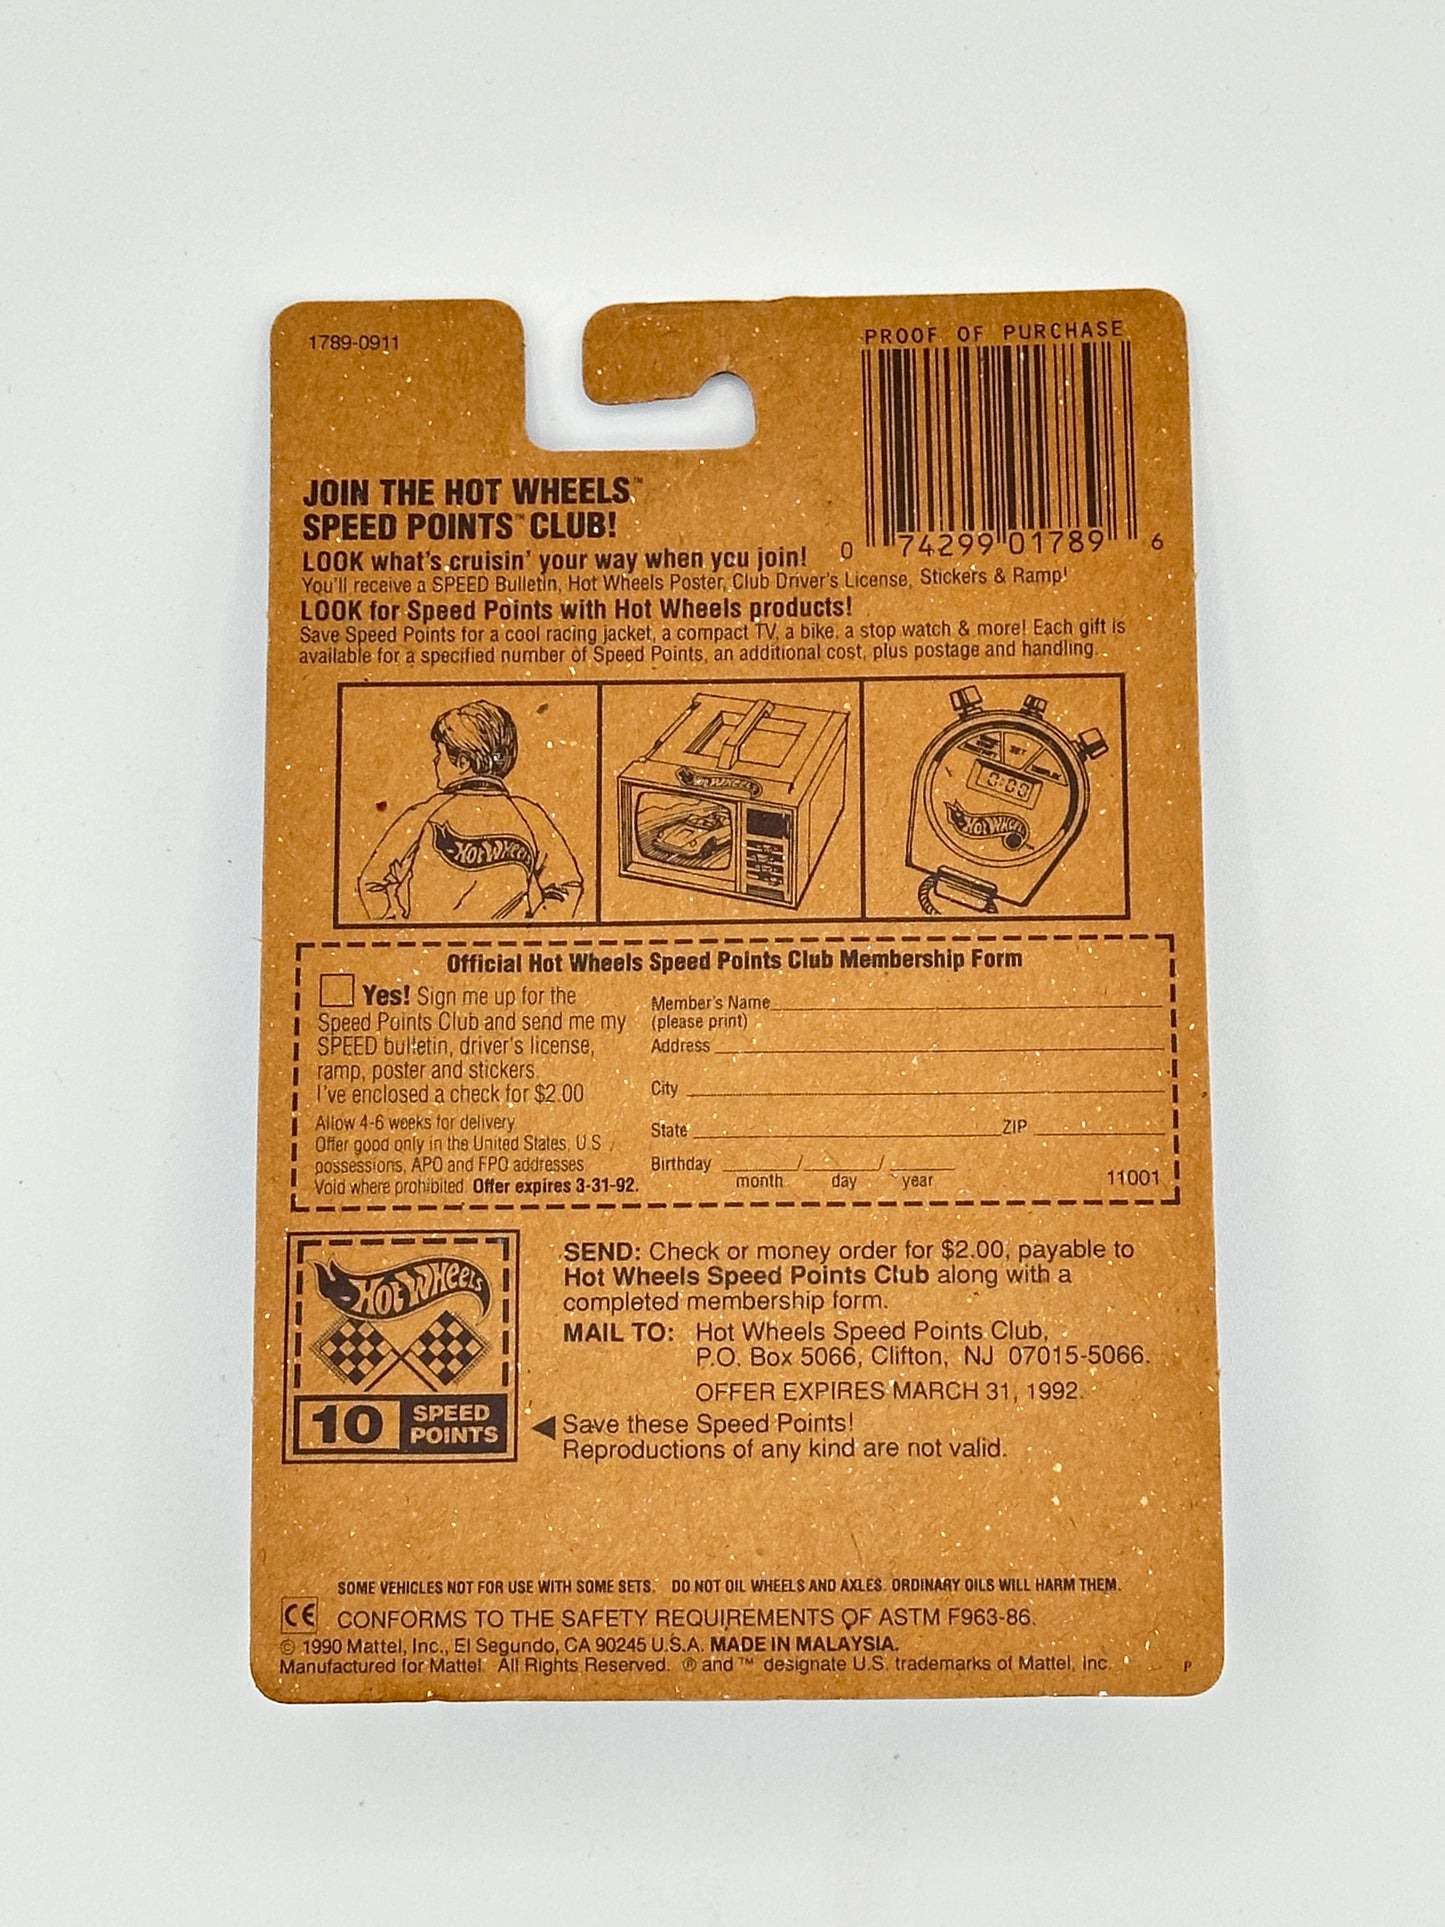 1789-0911
PROOF OF PURCHASE
0 74299 01789 6
JOIN THE HOT WHEELS™
SPEED POINTS™ CLUB!
LOOK what's cruisin' your way when you join!
You'll receive a SPEED Bulletin, Hot Wheels Poster, Club Driver's License, Stickers & Ramp!
LOOK for Speed Points with Hot Wheels products!
Save Speed Points for a cool racing jacket, a compact TV, a bike, a stop watch & more! Each gift is
available for a specified number of Speed Points, an additional cost, plus postage and handling.
HOT WHEELS
HOT WHEELS
SET
0:00
HOT WHEELS
Official Hot Wheels Speed Points Club Membership Form
Yes! Sign me up for the
Speed Points Club and send me my
SPEED bulletin, driver's license,
ramp, poster and stickers.
I've enclosed a check for $2.00
Allow 4-6 weeks for delivery
Offer good only in the United States, U.S.
possessions, APO and FPO addresses
Void where prohibited Offer expires 3-31-92.
Member's Name
(please print)
Address
City
State ZIP
Birthday / /
month day year
11001
HOT WHEELS
10 SPEED
POINTS
SEND: Check or money order for $2.00, payable to
Hot Wheels Speed Points Club along with a
completed membership form.
MAIL TO: Hot Wheels Speed Points Club,
P.O. Box 5066, Clifton, NJ 07015-5066.
OFFER EXPIRES MARCH 31, 1992.
◀ Save these Speed Points!
Reproductions of any kind are not valid.
SOME VEHICLES NOT FOR USE WITH SOME SETS. DO NOT OIL WHEELS AND AXLES. ORDINARY OILS WILL HARM THEM.
CE CONFORMS TO THE SAFETY REQUIREMENTS OF ASTM F963-86.
© 1990 Mattel, Inc., El Segundo, CA 90245 U.S.A. MADE IN MALAYSIA.
Manufactured for Mattel. All Rights Reserved. ® and ™ designate U.S. trademarks of Mattel, Inc. P